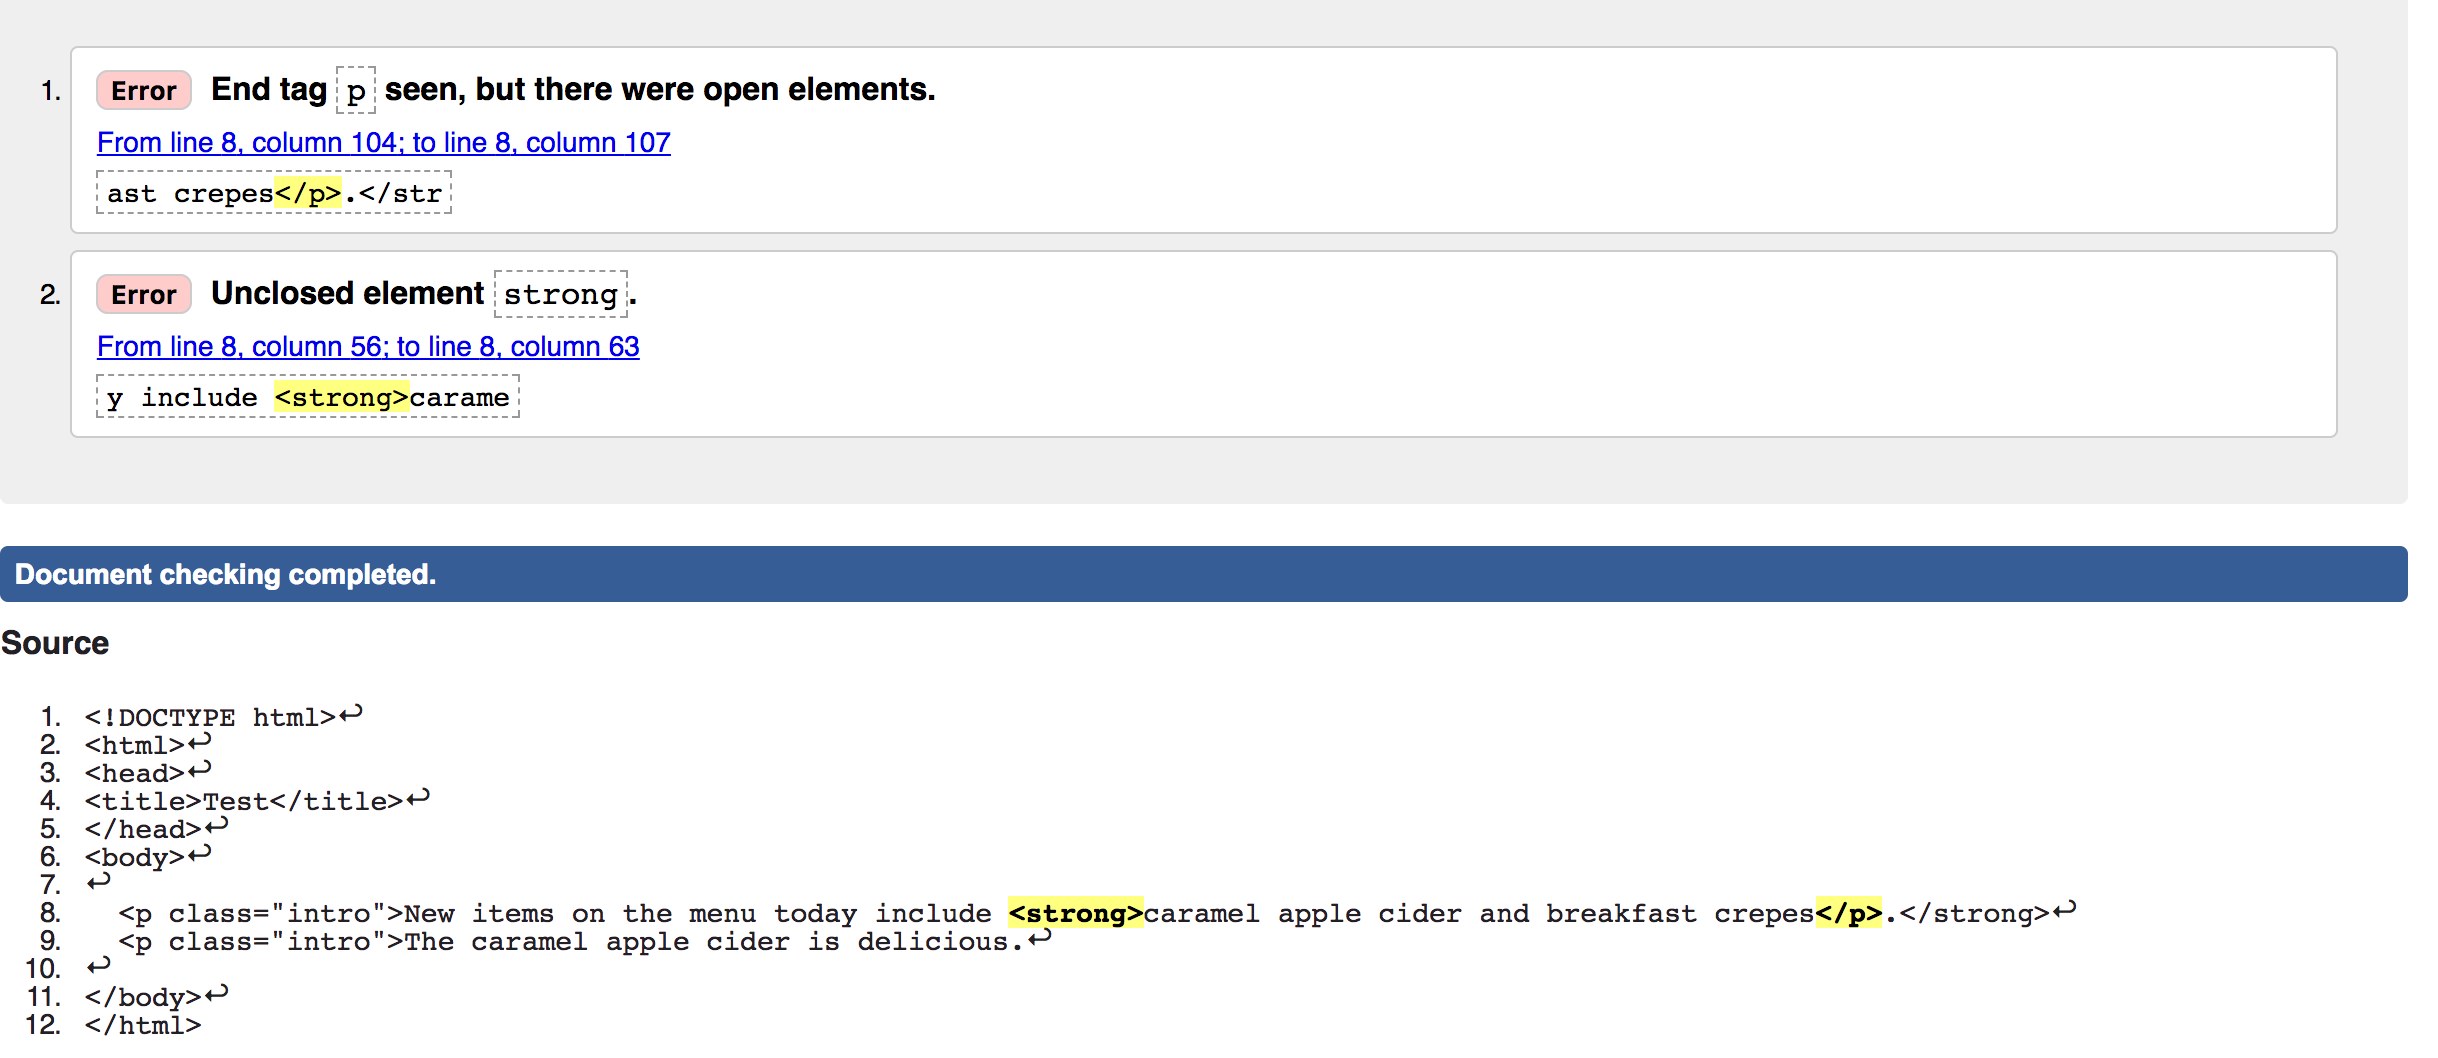 1. Error End tag p seen, but there were open elements.
From line 8, column 104; to line 8, column 107
ast crepes</p>.</str
2. Error Unclosed element strong.
From line 8, column 56; to line 8, column 63
y include <strong>carame
Document checking completed.
Source
1. <!DOCTYPE html>↩
2. <html>↩
3. <head>↩
4. <title>Test</title>↩
5. </head>↩
6. <body>↩
7. ↩
8.   <p class="intro">New items on the menu today include <strong>caramel apple cider and breakfast crepes</p>.</strong>↩
9.   <p class="intro">The caramel apple cider is delicious.↩
10. ↩
11. </body>↩
12. </html>